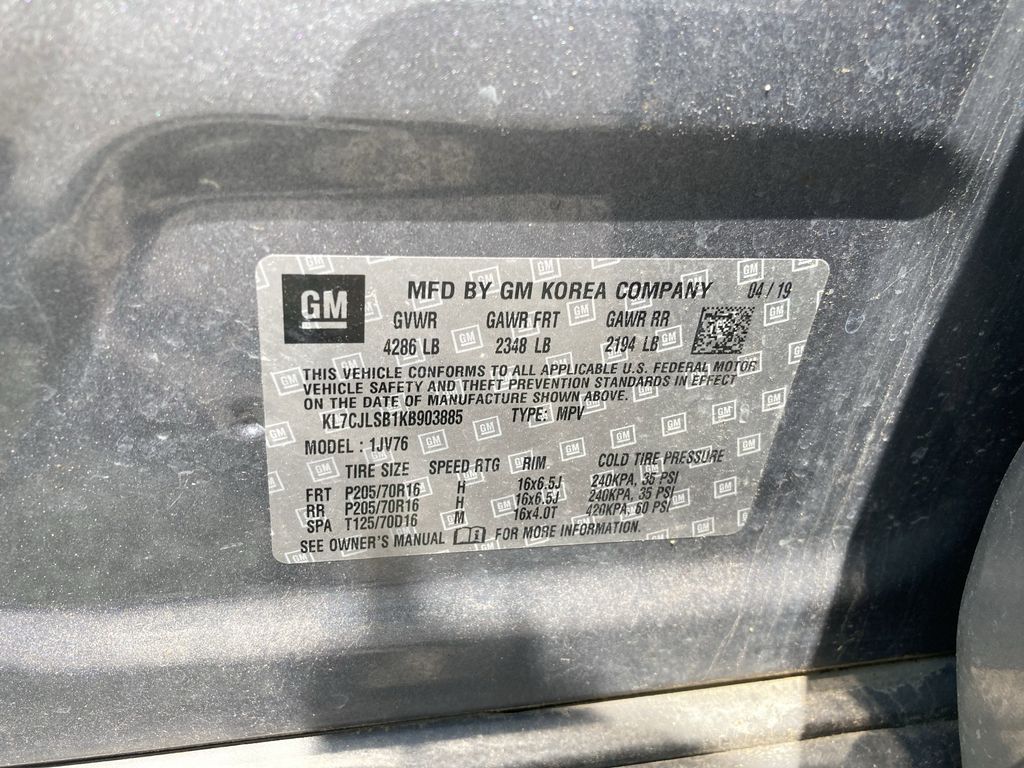 GM
MFD BY GM KOREA COMPANY 04 / 19
GVWR GAWR FRT GAWR RR
4286 LB 2348 LB 2194 LB
THIS VEHICLE CONFORMS TO ALL APPLICABLE U.S. FEDERAL MOTOR
VEHICLE SAFETY AND THEFT PREVENTION STANDARDS IN EFFECT
ON THE DATE OF MANUFACTURE SHOWN ABOVE.
KL7CJLSB1KB903885 TYPE: MPV
MODEL : 1JV76
TIRE SIZE SPEED RTG RIM COLD TIRE PRESSURE
FRT P205/70R16 H 16x6.5J 240KPA, 35 PSI
RR P205/70R16 H 16x6.5J 240KPA, 35 PSI
SPA T125/70D16 M 16x4.0T 420KPA, 60 PSI
SEE OWNER'S MANUAL FOR MORE INFORMATION.